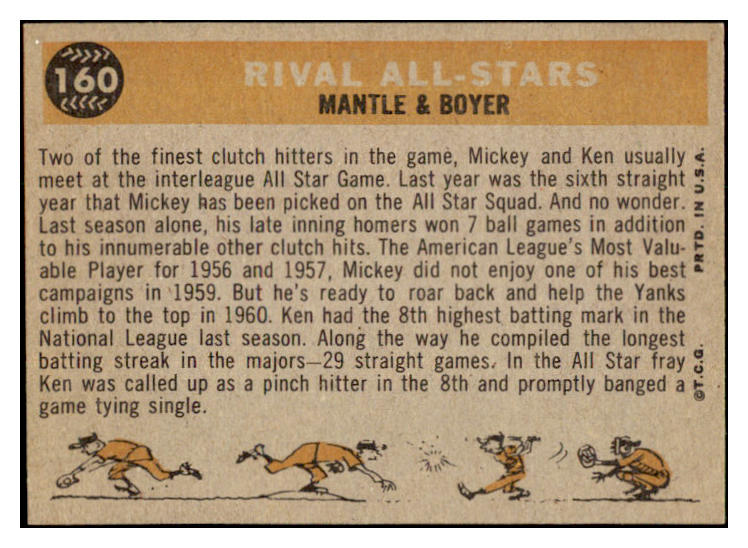 160
RIVAL ALL-STARS
MANTLE & BOYER
Two of the finest clutch hitters in the game, Mickey and Ken usually
meet at the interleague All Star Game. Last year was the sixth straight
year that Mickey has been picked on the All Star Squad. And no wonder.
Last season alone, his late inning homers won 7 ball games in addition
to his innumerable other clutch hits. The American League's Most Valu-
able Player for 1956 and 1957, Mickey did not enjoy one of his best
campaigns in 1959. But he's ready to roar back and help the Yanks
climb to the top in 1960. Ken had the 8th highest batting mark in the
National League last season. Along the way he compiled the longest
batting streak in the majors—29 straight games. In the All Star fray
Ken was called up as a pinch hitter in the 8th and promptly banged a
game tying single.
©T.C.G. PRTD. IN U.S.A.